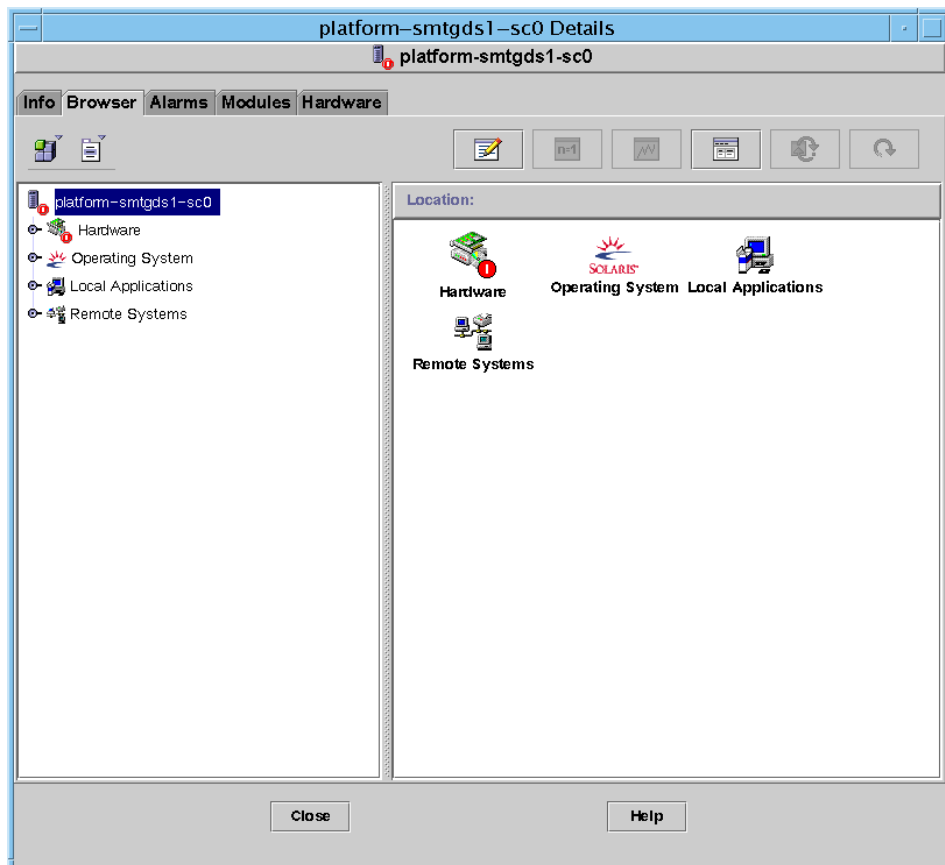 platform-smtgds1-sc0 Details
platform-smtgds1-sc0
Info Browser Alarms Modules Hardware
n=1
platform-smtgds1-sc0
Hardware
Operating System
Local Applications
Remote Systems
Location:
SOLARIS
Hardware Operating System Local Applications
Remote Systems
Close Help